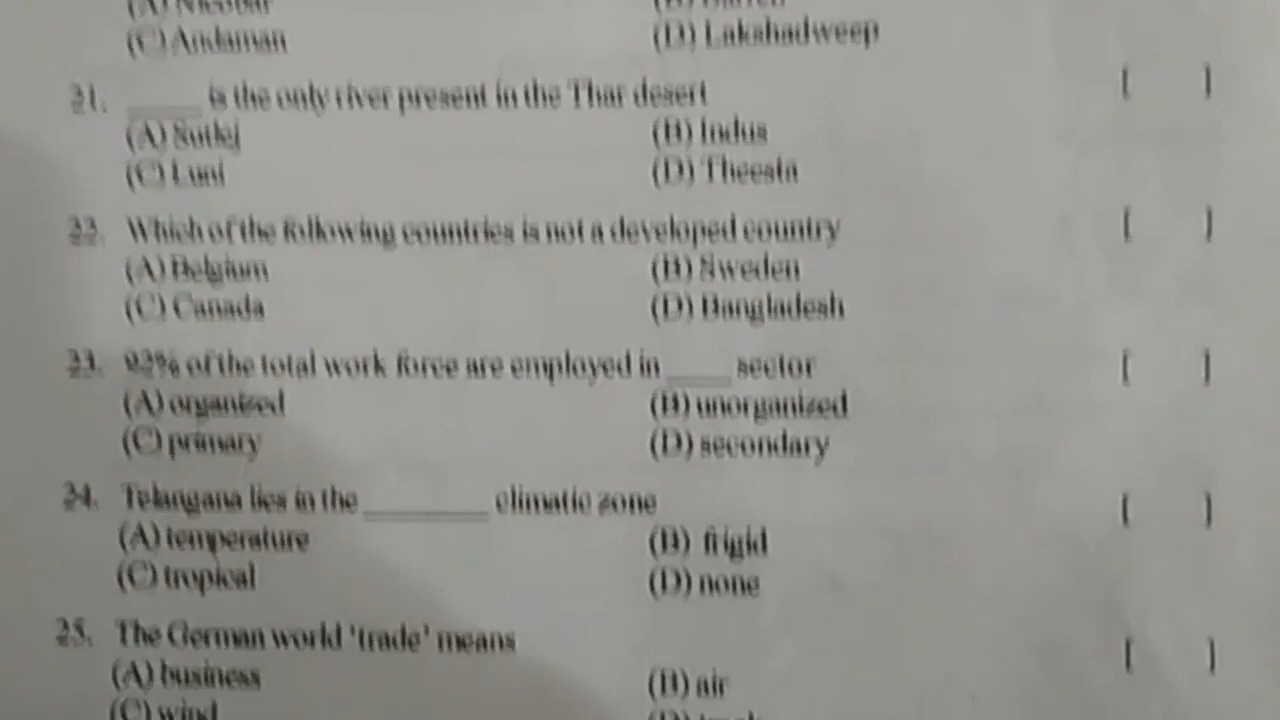 (A) Nicobar
(C) Andaman (D) Lakshadweep
21. ____ is the only river present in the Thar desert [ ]
(A) Sutlej (B) Indus
(C) Luni (D) Theesta
22. Which of the following countries is not a developed country [ ]
(A) Belgium (B) Sweden
(C) Canada (D) Bangladesh
23. 92% of the total work force are employed in ____ sector [ ]
(A) organized (B) unorganized
(C) primary (D) secondary
24. Telangana lies in the ________ climatic zone [ ]
(A) temperature (B) frigid
(C) tropical (D) none
25. The German world 'trade' means [ ]
(A) business (B) air
(C) wind